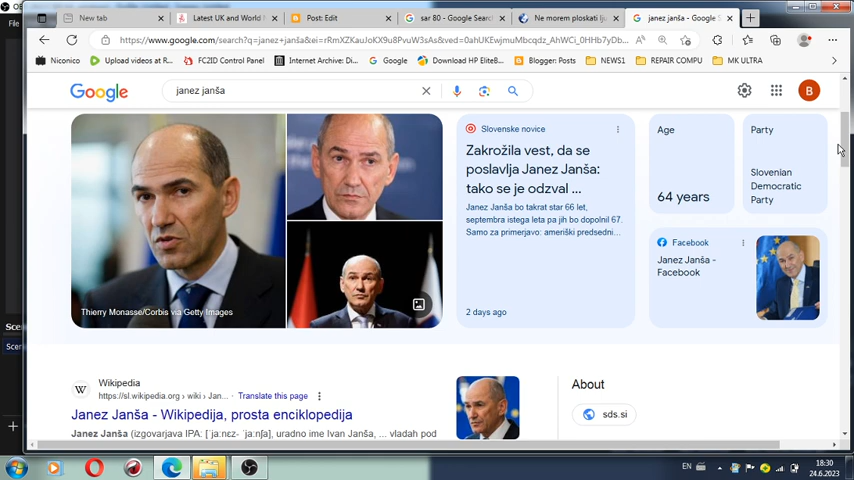 New tab
Latest UK and World N
Post: Edit
sar 80 - Google Searc
Ne morem ploskati lju
janez janša - Google S
https://www.google.com/search?q=janez+janša&ei=rRmXZKauJoKX9u8PvuW3sAs&ved=0ahUKEwjmuMbcqdz_AhWCi_0HHb7yDb...
Niconico
Upload videos at R...
FC2ID Control Panel
Internet Archive: Di...
Google
Download HP EliteB...
Blogger: Posts
NEWS1
REPAIR COMPU
MK ULTRA
Google
janez janša
B
Thierry Monasse/Corbis via Getty Images
Slovenske novice
Zakrožila vest, da se
poslavlja Janez Janša:
tako se je odzval ...
Janez Janša bo takrat star 66 let,
septembra istega leta pa jih bo dopolnil 67.
Samo za primerjavo: ameriški predsedni...
2 days ago
Age
64 years
Party
Slovenian
Democratic
Party
Facebook
Janez Janša -
Facebook
Scen
Scene
W
Wikipedia
https://sl.wikipedia.org › wiki › Jan...
Translate this page
Janez Janša - Wikipedija, prosta enciklopedija
Janez Janša (izgovarjava IPA: [ˈjaːnɛz- ˈjaːnʃa], uradno ime Ivan Janša, ... vladah pod
About
sds.si
EN
18:30
24.6.2023